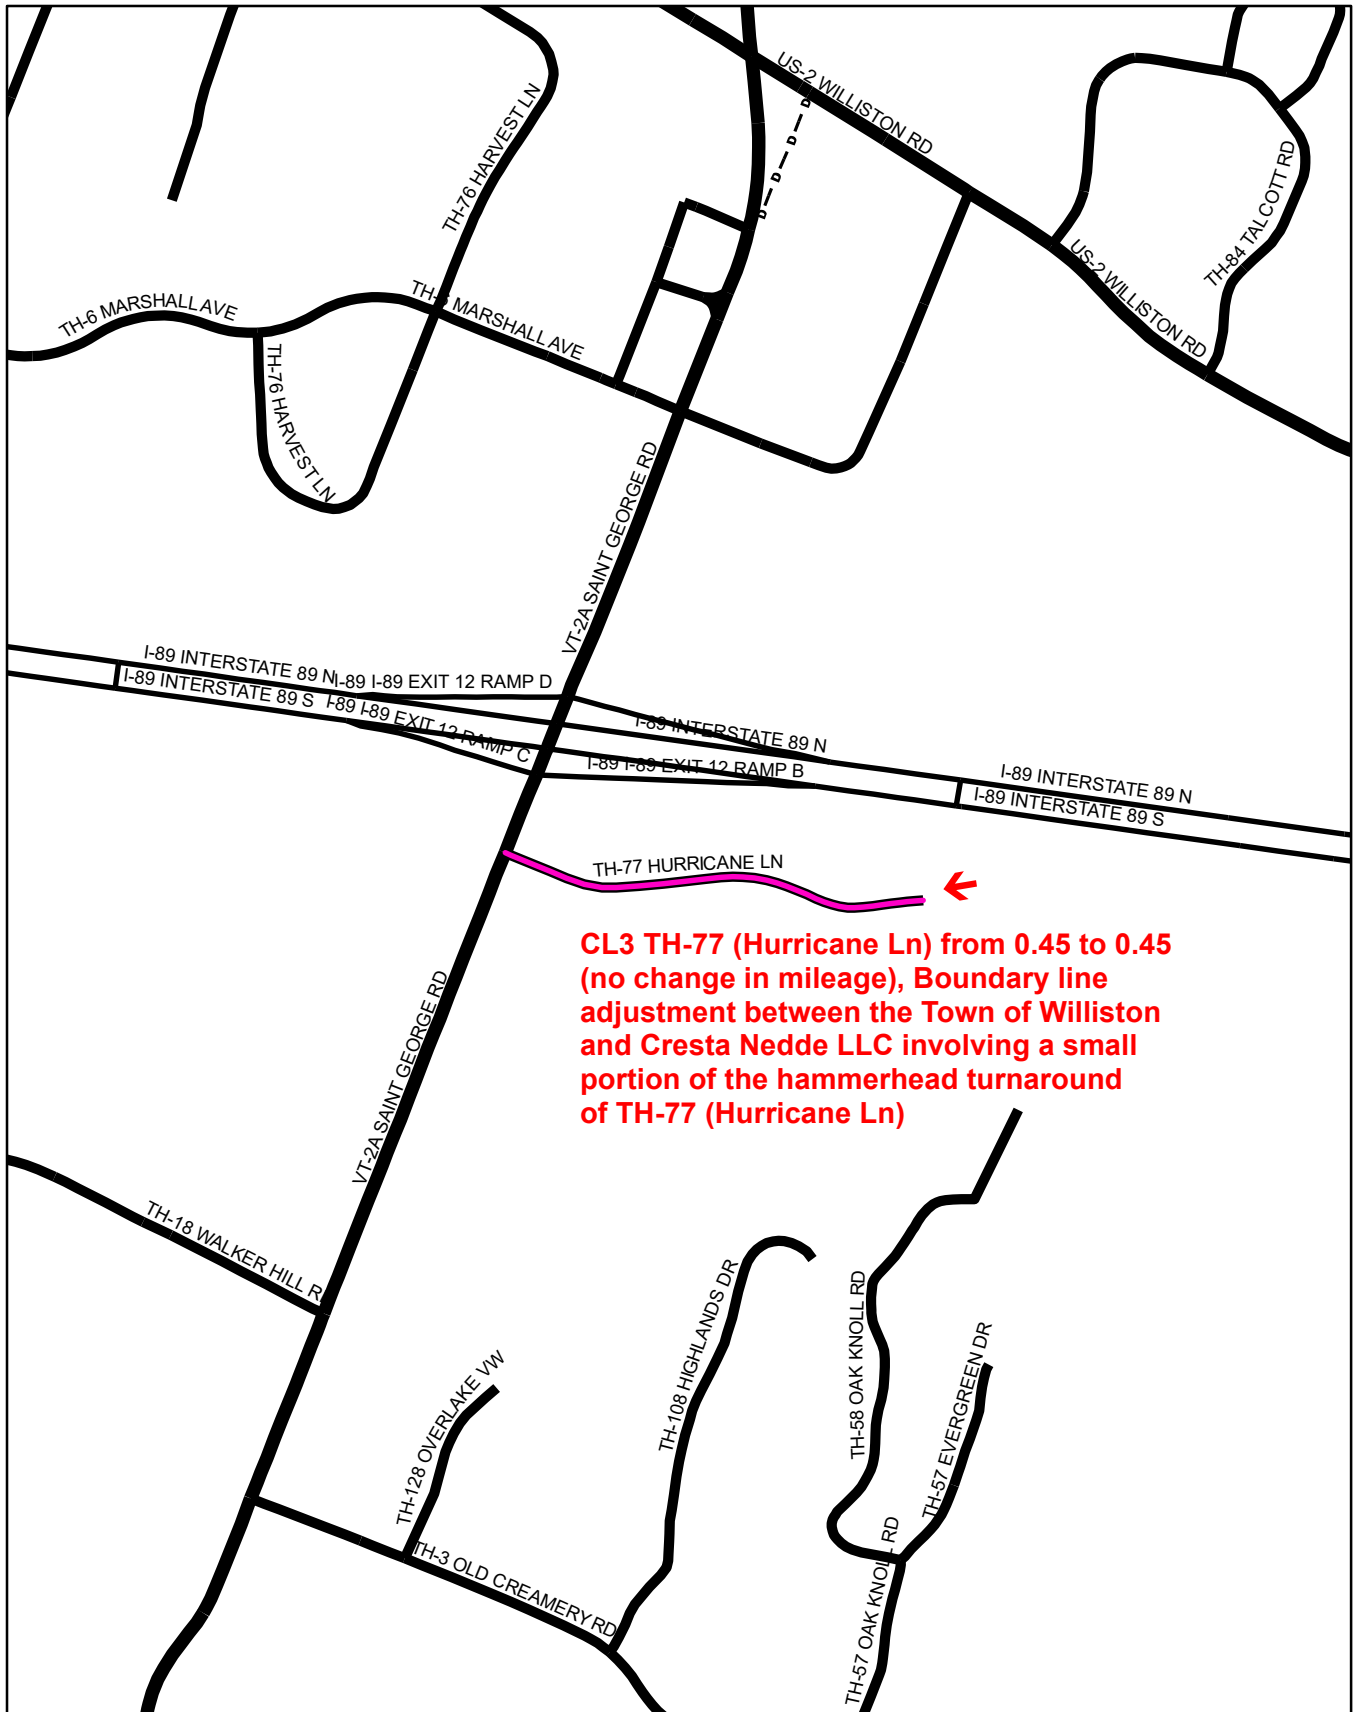 US-2 WILLISTON RD
TH-76 HARVEST LN
D
D
D
D
TH-84 TALCOTT RD
US-2 WILLISTON RD
TH-6 MARSHALL AVE
TH-6 MARSHALL AVE
TH-76 HARVEST LN
VT-2A SAINT GEORGE RD
I-89 INTERSTATE 89 N
I-89 I-89 EXIT 12 RAMP D
I-89 INTERSTATE 89 S
I-89 I-89 EXIT 12 RAMP C
I-89 INTERSTATE 89 N
I-89 I-89 EXIT 12 RAMP B
I-89 INTERSTATE 89 N
I-89 INTERSTATE 89 S
TH-77 HURRICANE LN
CL3 TH-77 (Hurricane Ln) from 0.45 to 0.45
(no change in mileage), Boundary line
adjustment between the Town of Williston
and Cresta Nedde LLC involving a small
portion of the hammerhead turnaround
of TH-77 (Hurricane Ln)
VT-2A SAINT GEORGE RD
TH-18 WALKER HILL R
TH-108 HIGHLANDS DR
TH-58 OAK KNOLL RD
TH-57 EVERGREEN DR
TH-128 OVERLAKE VW
TH-3 OLD CREAMERY RD
TH-57 OAK KNOLL RD